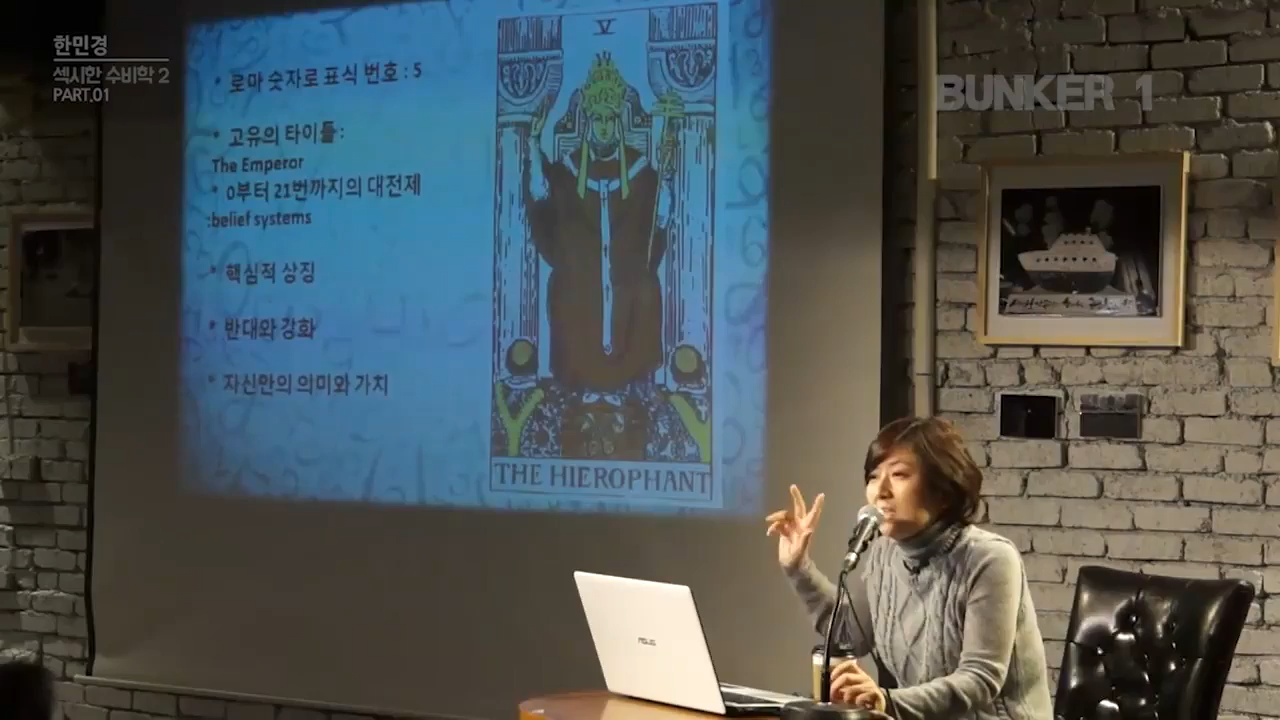 한민경
섹시한 수비학 2
PART.01
BUNKER 1
* 로마 숫자로 표식 번호 : 5
* 고유의 타이틀:
The Emperor
* 0부터 21번까지의 대전제
:belief systems
* 핵심적 상징
* 반대와 강화
* 자신만의 의미와 가치
V
THE HIEROPHANT
ASUS